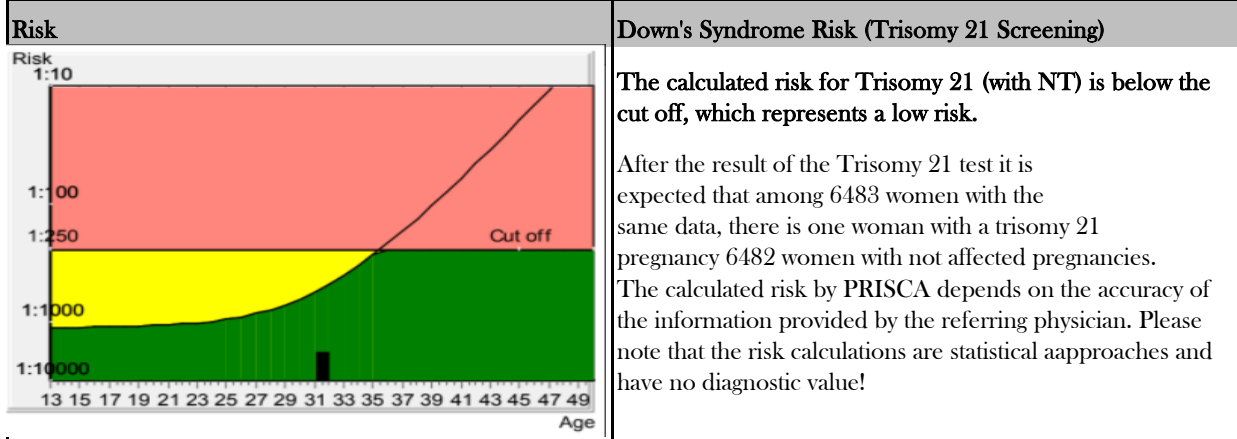 Risk
Down's Syndrome Risk (Trisomy 21 Screening)
Risk
1:10
1:100
1:250
Cut off
1:1000
1:10000
13 15 17 19 21 23 25 27 29 31 33 35 37 39 41 43 45 47 49
Age
The calculated risk for Trisomy 21 (with NT) is below the
cut off, which represents a low risk.
After the result of the Trisomy 21 test it is
expected that among 6483 women with the
same data, there is one woman with a trisomy 21
pregnancy 6482 women with not affected pregnancies.
The calculated risk by PRISCA depends on the accuracy of
the information provided by the referring physician. Please
note that the risk calculations are statistical aapproaches and
have no diagnostic value!